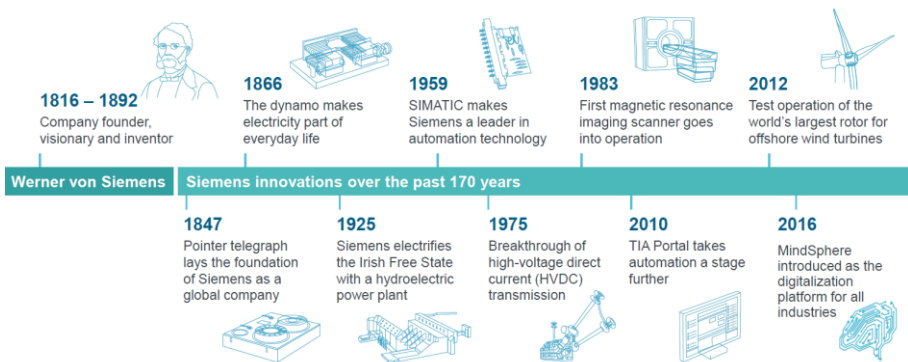 1816 – 1892
Company founder,
visionary and inventor
1866
The dynamo makes
electricity part of
everyday life
1959
SIMATIC makes
Siemens a leader in
automation technology
1983
First magnetic resonance
imaging scanner goes
into operation
2012
Test operation of the
world's largest rotor for
offshore wind turbines
Werner von Siemens
Siemens innovations over the past 170 years
1847
Pointer telegraph
lays the foundation
of Siemens as a
global company
1925
Siemens electrifies
the Irish Free State
with a hydroelectric
power plant
1975
Breakthrough of
high-voltage direct
current (HVDC)
transmission
2010
TIA Portal takes
automation a stage
further
2016
MindSphere
introduced as the
digitalization
platform for all
industries